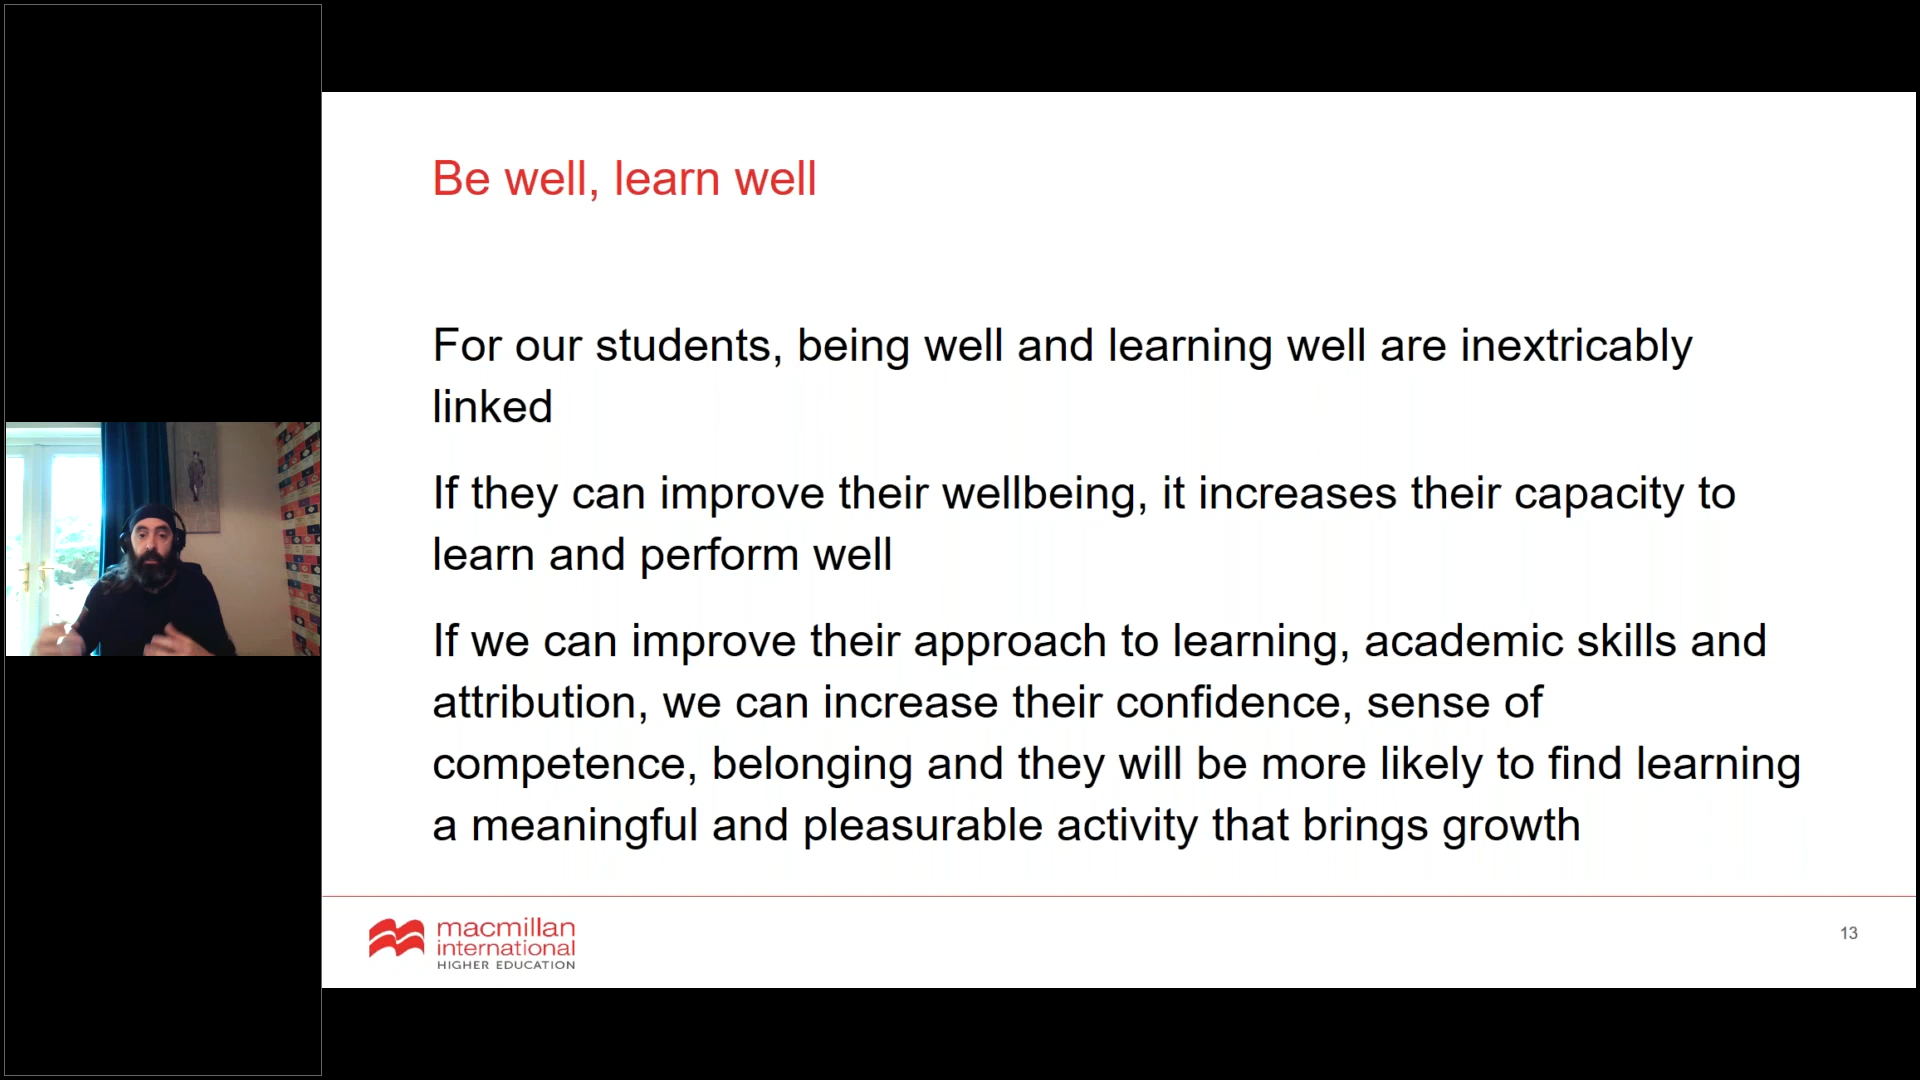 Be well, learn well
For our students, being well and learning well are inextricably
linked
If they can improve their wellbeing, it increases their capacity to
learn and perform well
If we can improve their approach to learning, academic skills and
attribution, we can increase their confidence, sense of
competence, belonging and they will be more likely to find learning
a meaningful and pleasurable activity that brings growth
macmillan
international
HIGHER EDUCATION
13